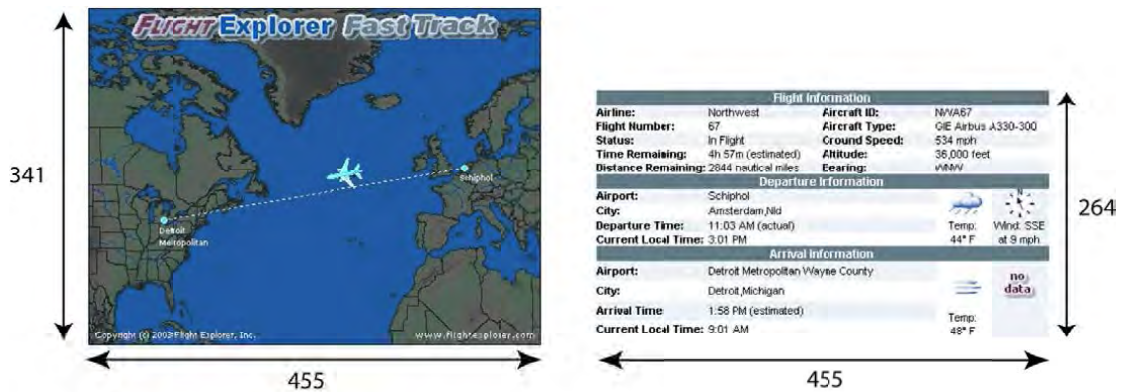 FLIGHT Explorer Fast Track
Schiphol
Detroit
Metropolitan
Copyright (c) 2003 Flight Explorer, Inc.
www.flightexplorer.com
341
455
Flight Information
Airline: Northwest Aircraft ID: NWA67
Flight Number: 67 Aircraft Type: GIE Airbus A330-300
Status: In Flight Ground Speed: 534 mph
Time Remaining: 4h 57m (estimated) Altitude: 36,000 feet
Distance Remaining: 2844 nautical miles Bearing: WNW
Departure Information
Airport: Schiphol
City: Amsterdam,Nld
Departure Time: 11:03 AM (actual)
Current Local Time: 3:01 PM
Temp:
44° F
N
Wind: SSE
at 9 mph
Arrival Information
Airport: Detroit Metropolitan Wayne County
City: Detroit,Michigan
Arrival Time 1:58 PM (estimated)
Current Local Time: 9:01 AM
Temp:
48° F
no
data
264
455